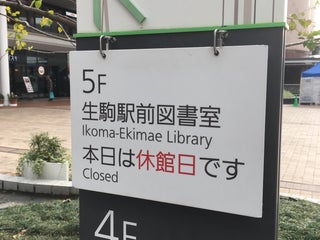 5F
生駒駅前図書室
Ikoma-Ekimae Library
本日は休館日です
Closed
4F